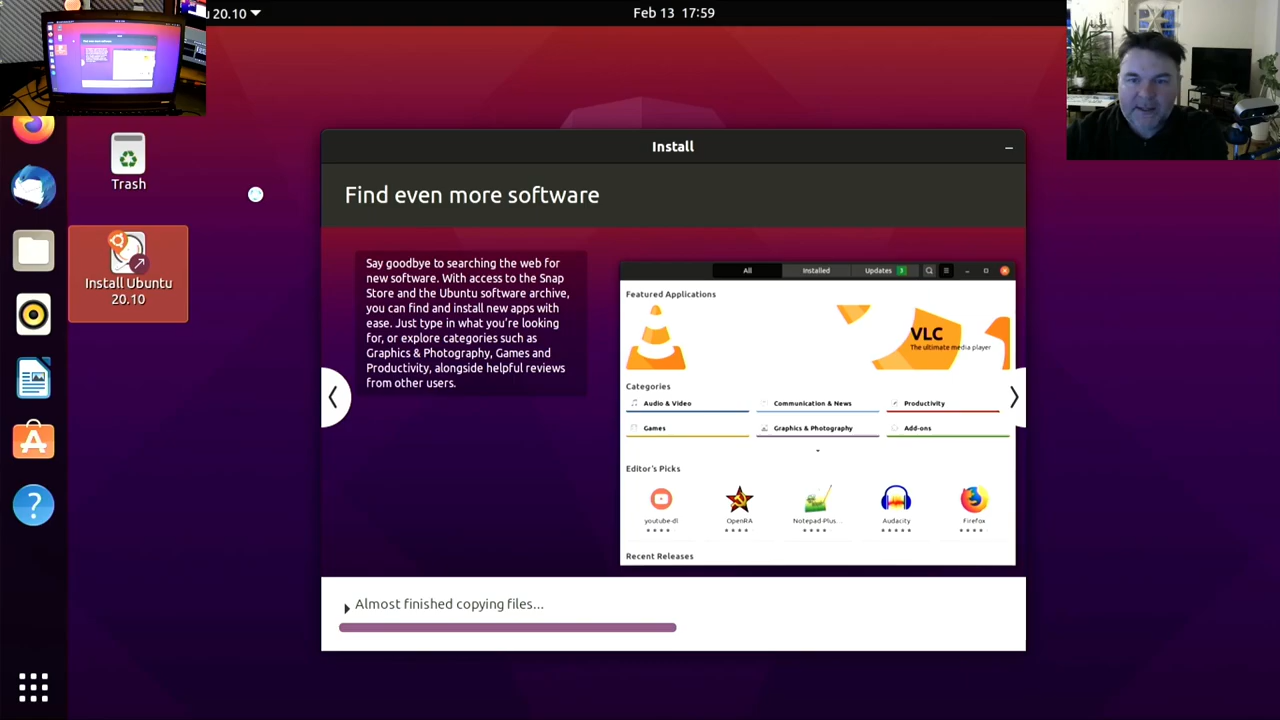 20.10
Feb 13 17:59
Trash
Install Ubuntu
20.10
Install
Find even more software
Say goodbye to searching the web for
new software. With access to the Snap
Store and the Ubuntu software archive,
you can find and install new apps with
ease. Just type in what you're looking
for, or explore categories such as
Graphics & Photography, Games and
Productivity, alongside helpful reviews
from other users.
All
Installed
Updates
3
Featured Applications
VLC
The ultimate media player
Categories
Audio & Video
Communication & News
Productivity
Games
Graphics & Photography
Add-ons
Editor's Picks
youtube-dl
OpenRA
Notepad-Plus...
Audacity
Firefox
Recent Releases
Almost finished copying files...